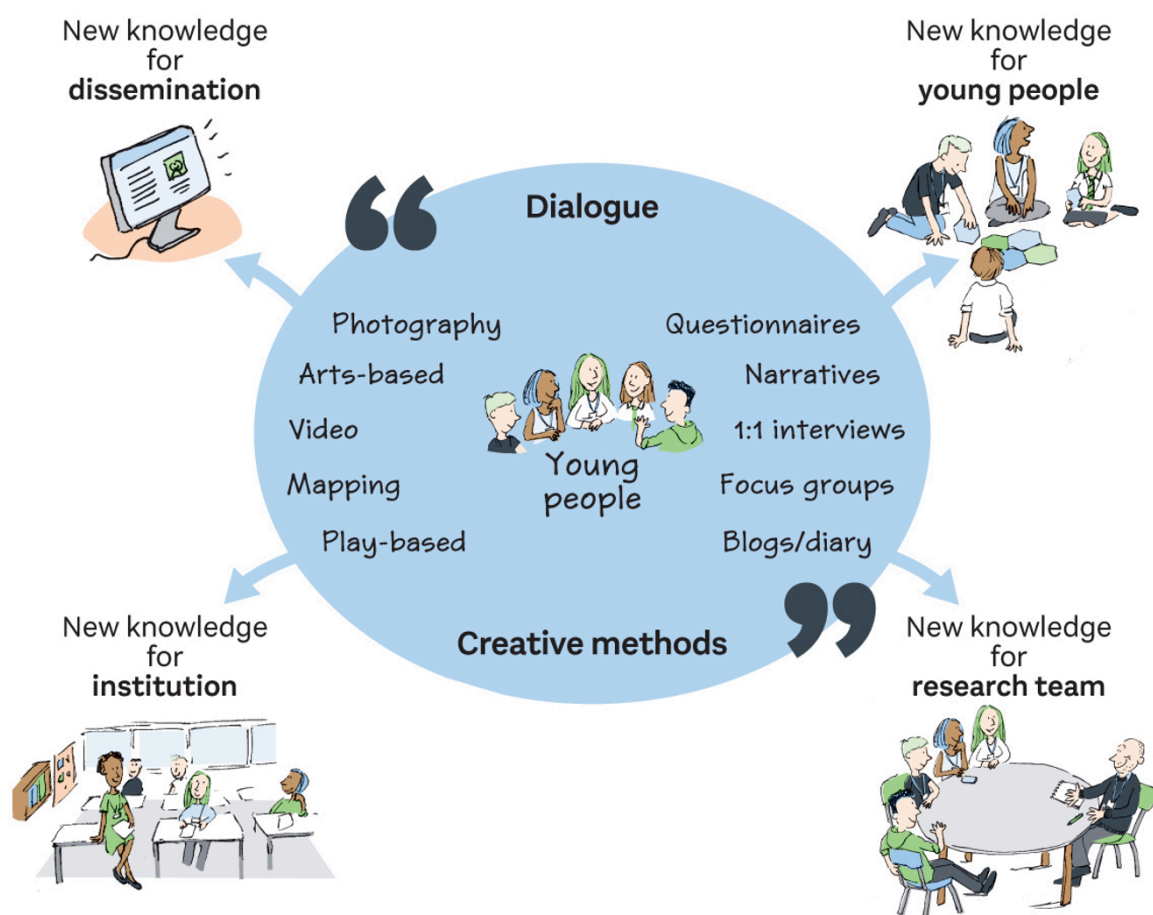 New knowledge
for
dissemination
New knowledge
for
young people
“
Dialogue
Photography
Arts-based
Video
Mapping
Play-based
Questionnaires
Narratives
1:1 interviews
Focus groups
Blogs/diary
Young
people
Creative methods
”
New knowledge
for
institution
New knowledge
for
research team